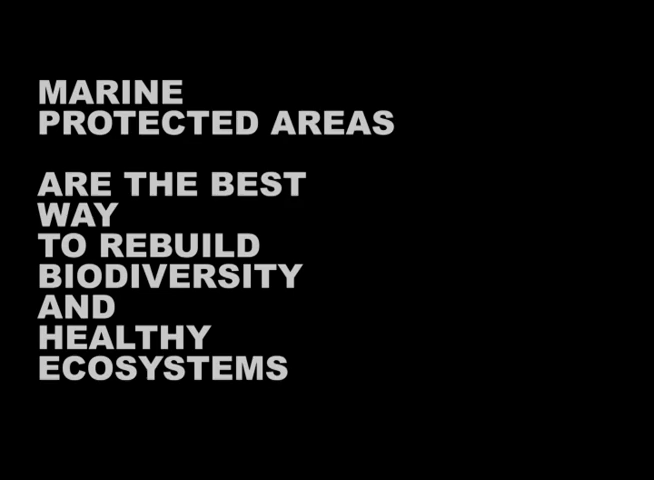 MARINE
PROTECTED AREAS
ARE THE BEST
WAY
TO REBUILD
BIODIVERSITY
AND
HEALTHY
ECOSYSTEMS